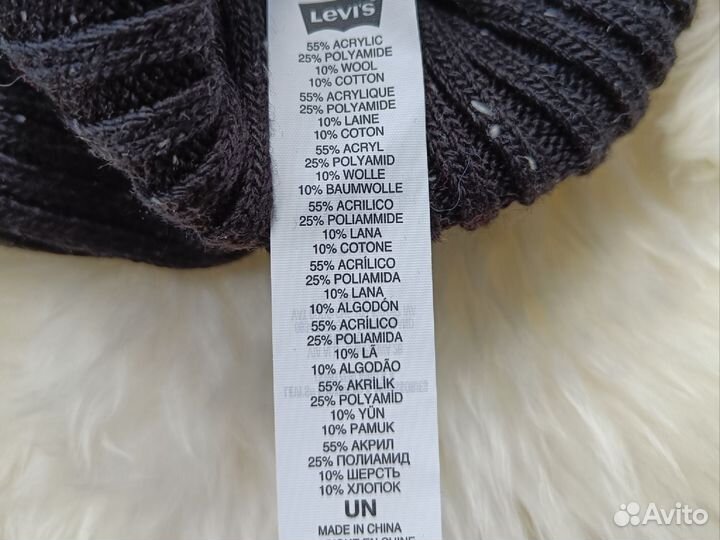 Levi's
55% ACRYLIC
25% POLYAMIDE
10% WOOL
10% COTTON
55% ACRYLIQUE
25% POLYAMIDE
10% LAINE
10% COTON
55% ACRYL
25% POLYAMID
10% WOLLE
10% BAUMWOLLE
55% ACRILICO
25% POLIAMMIDE
10% LANA
10% COTONE
55% ACRÍLICO
25% POLIAMIDA
10% LANA
10% ALGODÓN
55% ACRÍLICO
25% POLIAMIDA
10% LÃ
10% ALGODÃO
55% AKRİLİK
25% POLYAMİD
10% YÜN
10% PAMUK
55% АКРИЛ
25% ПОЛИАМИД
10% ШЕРСТЬ
10% ХЛОПОК
UN
MADE IN CHINA
EN CHINE
Avito